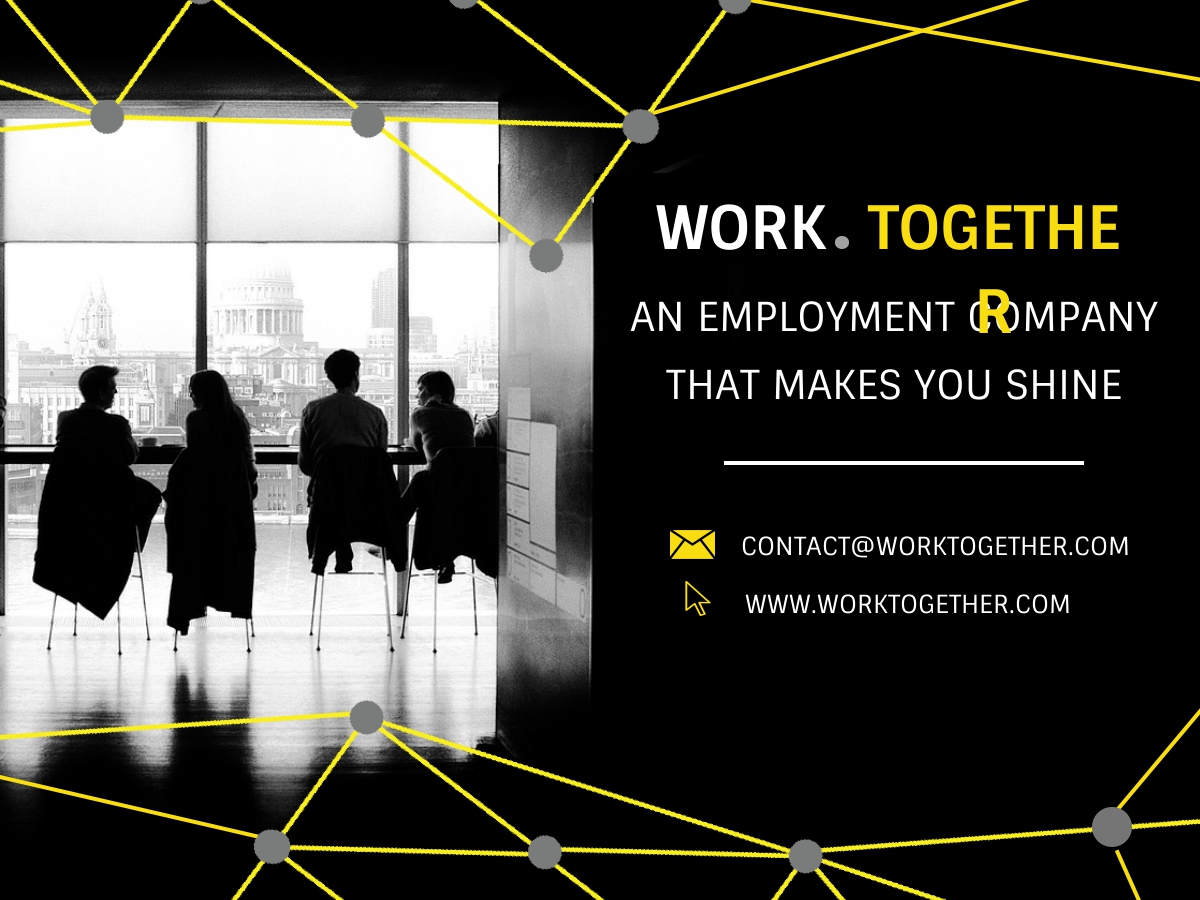 WORK. TOGETHE
R
AN EMPLOYMENT COMPANY
THAT MAKES YOU SHINE
CONTACT@WORKTOGETHER.COM
WWW.WORKTOGETHER.COM